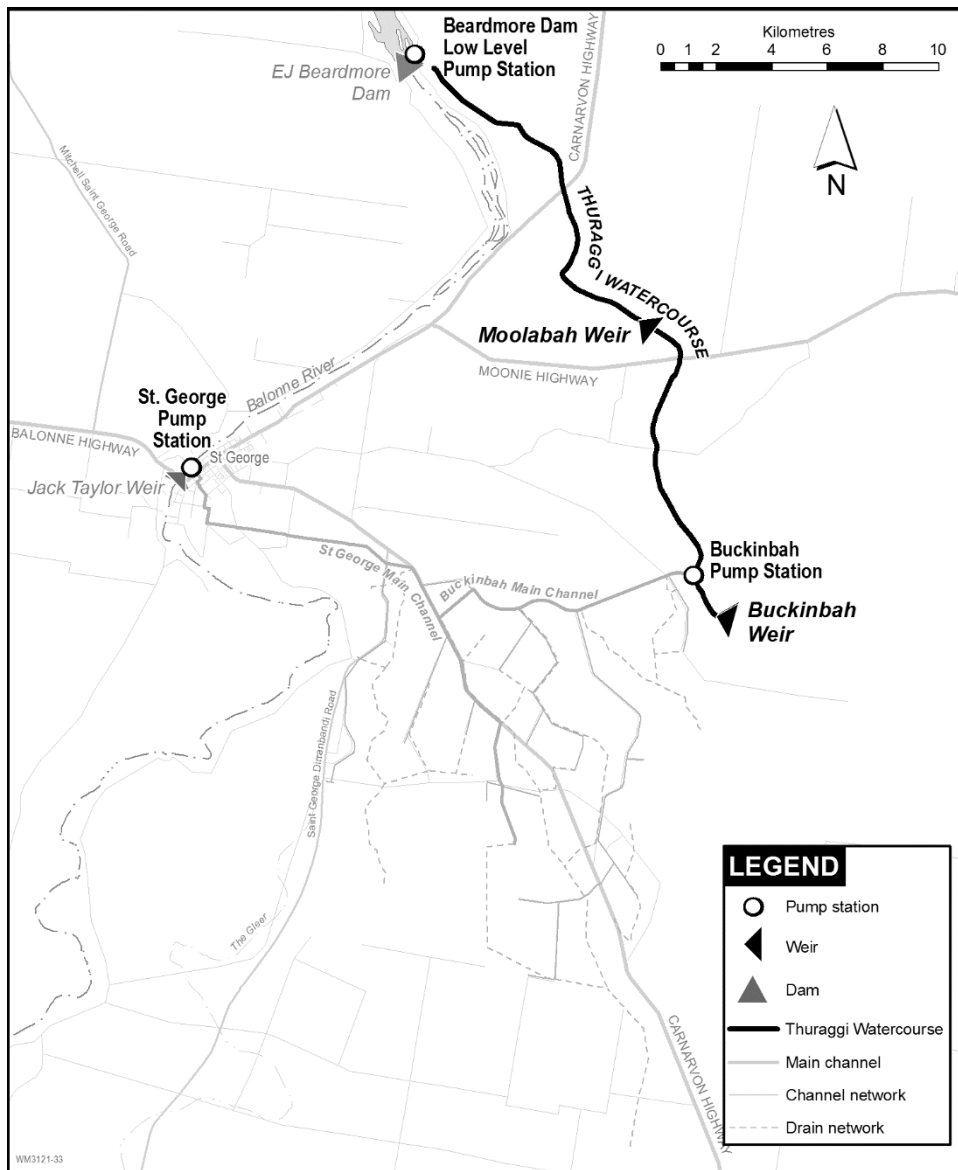 Beardmore Dam
Low Level
Pump Station
EJ Beardmore
Dam
Kilometres
0 1 2 4 6 8 10
CARNARVON HIGHWAY
N
Mitchell Saint George Road
THURAGGI WATERCOURSE
Moolabah Weir
MOONIE HIGHWAY
Balonne River
St. George
Pump
Station
BALONNE HIGHWAY
St George
Jack Taylor Weir
St George Main Channel
Buckinbah Main Channel
Buckinbah
Pump Station
Buckinbah
Weir
Saint George Dirranbandi Road
The Gleer
CARNARVON HIGHWAY
LEGEND
Pump station
Weir
Dam
Thuraggi Watercourse
Main channel
Channel network
Drain network
WM3121-33